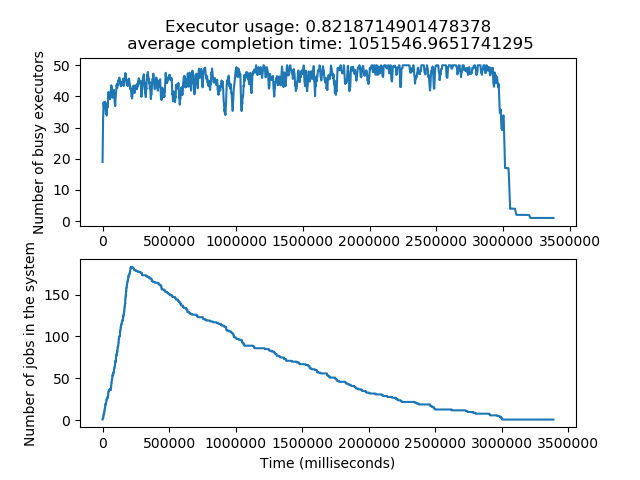 Executor usage: 0.8218714901478378
average completion time: 1051546.9651741295
Number of busy executors
50
40
30
20
10
0
0 500000 1000000 1500000 2000000 2500000 3000000 3500000
Number of jobs in the system
150
100
50
0
0 500000 1000000 1500000 2000000 2500000 3000000 3500000
Time (milliseconds)